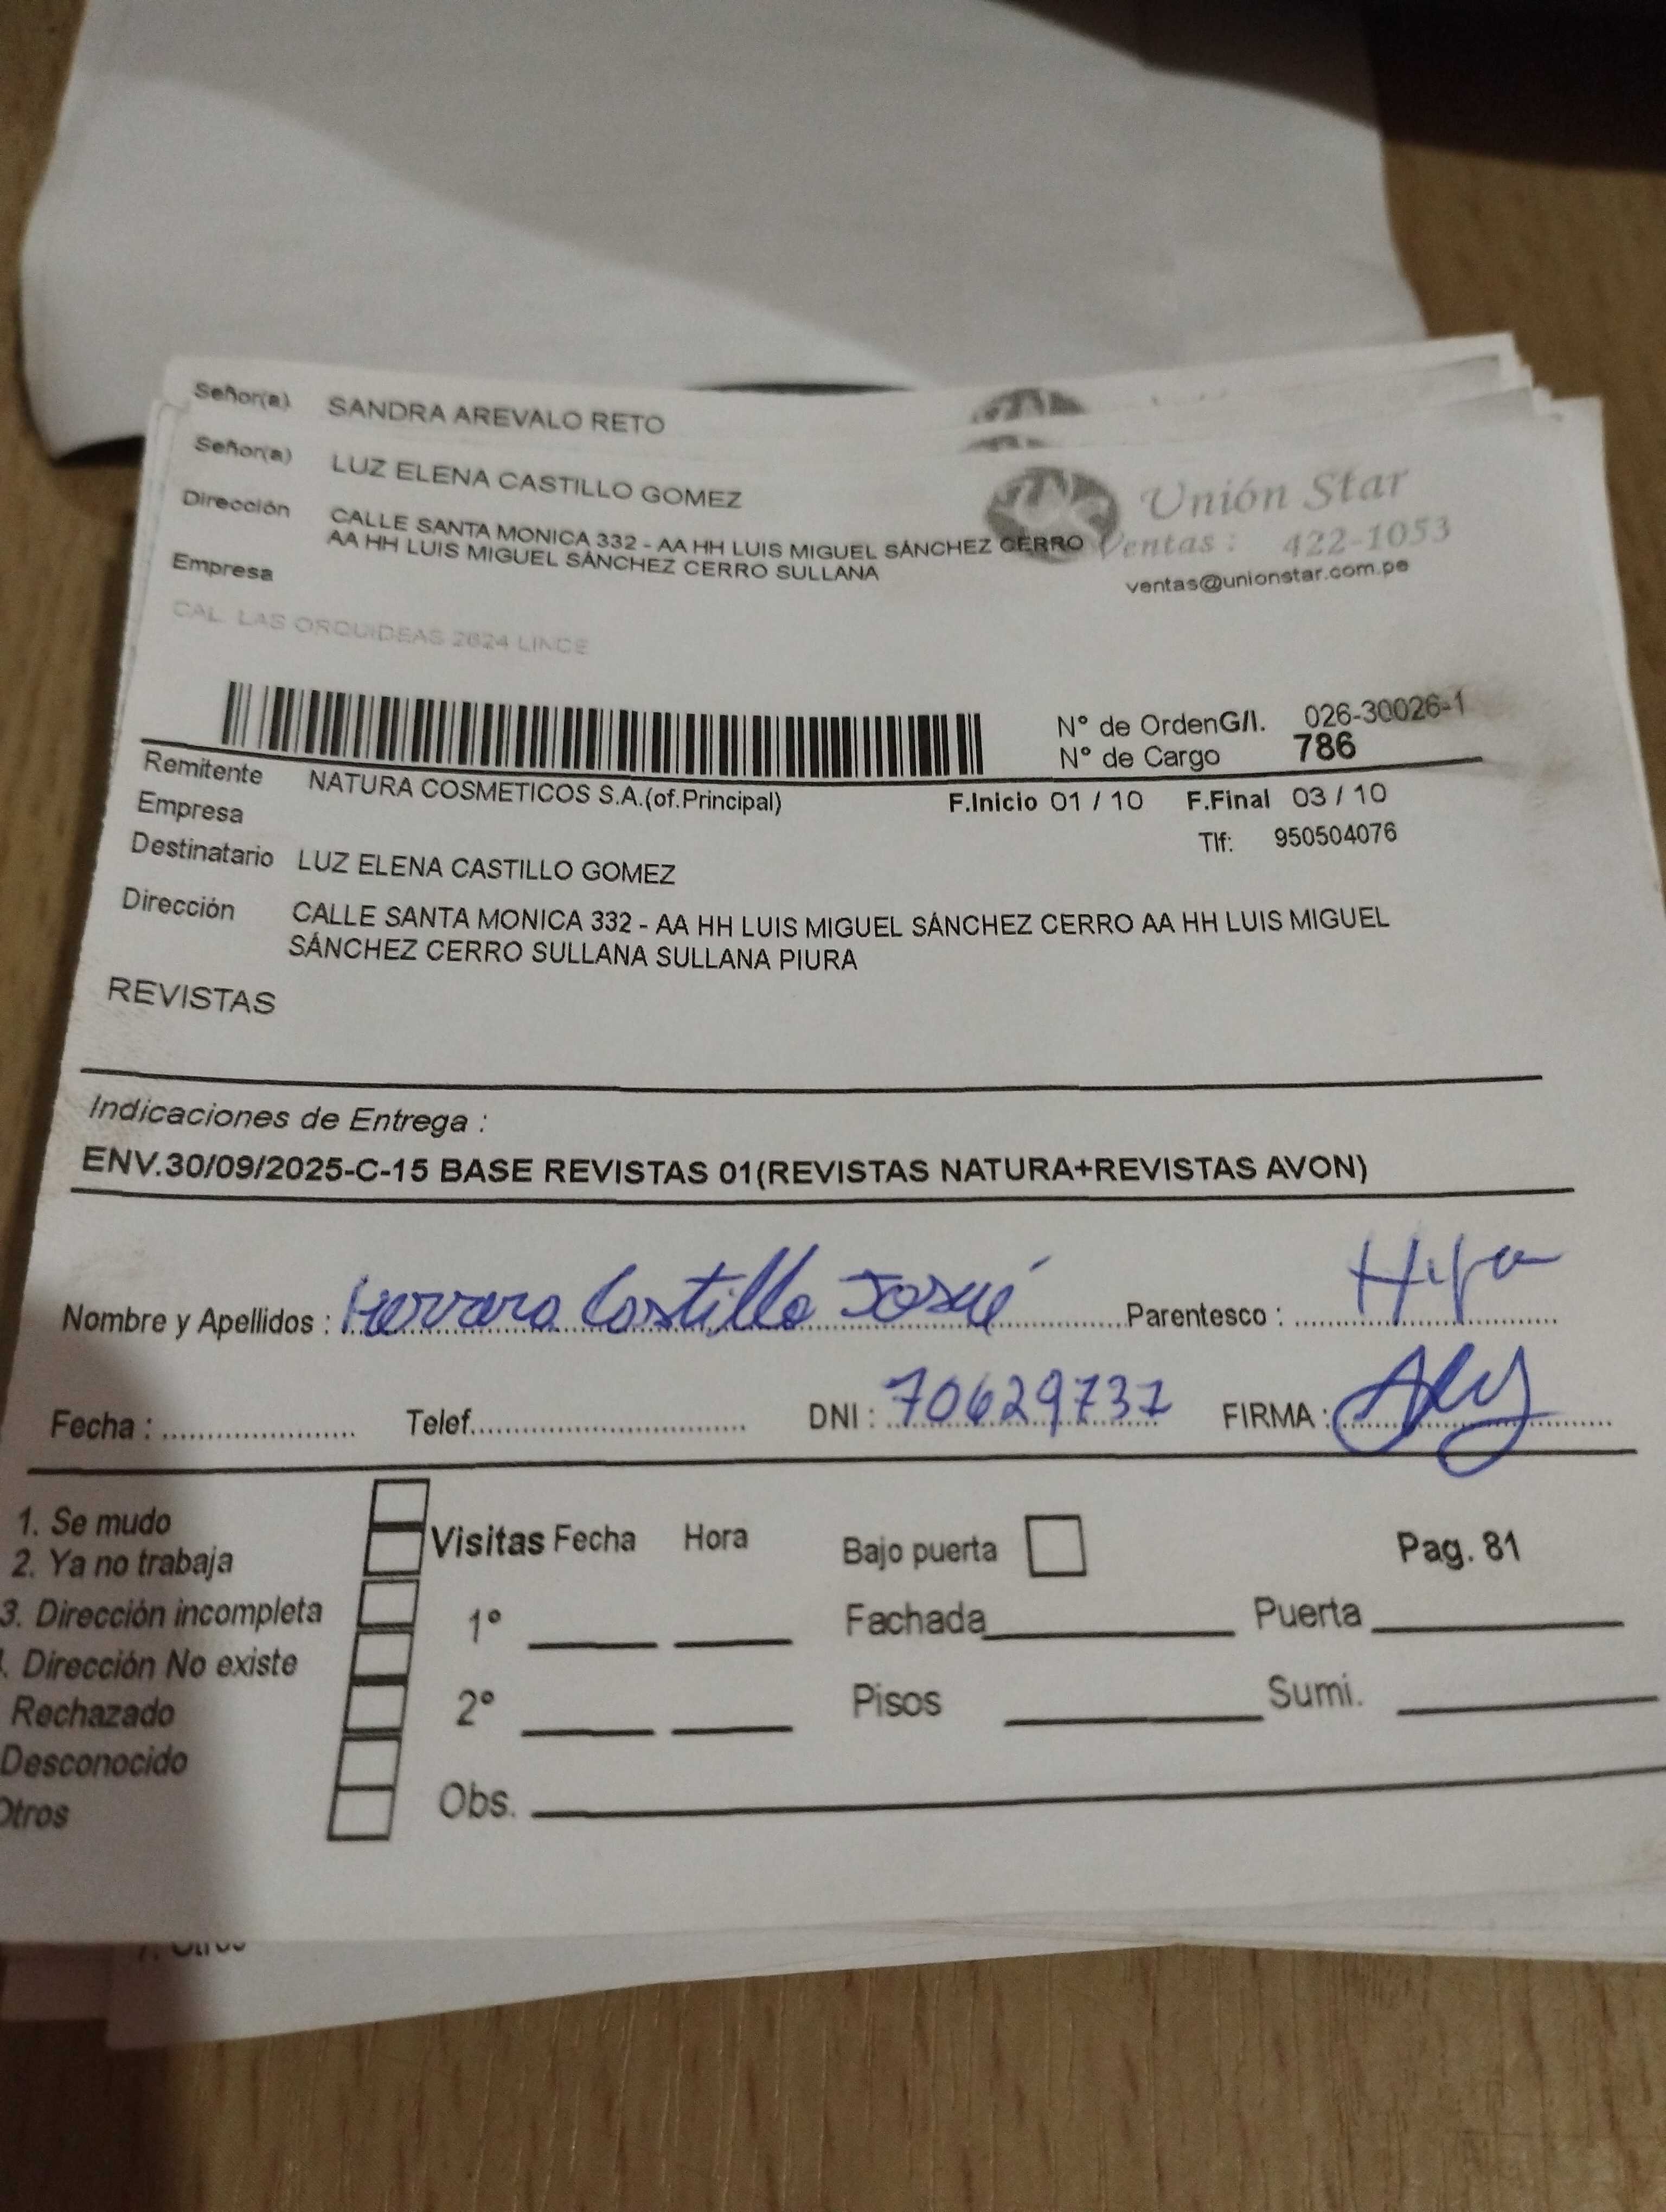 Señor(a) SANDRA AREVALO RETO
Señor(a) LUZ ELENA CASTILLO GOMEZ
Unión Star
Dirección CALLE SANTA MONICA 332 - AA HH LUIS MIGUEL SÁNCHEZ CERRO
AA HH LUIS MIGUEL SÁNCHEZ CERRO SULLANA
Ventas : 422-1053
ventas@unionstar.com.pe
Empresa
CAL. LAS ORQUIDEAS 2624 LINCE
N° de OrdenG/I. 026-30026-1
N° de Cargo 786
Remitente NATURA COSMETICOS S.A.(of.Principal) F.Inicio 01 / 10 F.Final 03 / 10
Empresa Tlf: 950504076
Destinatario LUZ ELENA CASTILLO GOMEZ
Dirección CALLE SANTA MONICA 332 - AA HH LUIS MIGUEL SÁNCHEZ CERRO AA HH LUIS MIGUEL
SÁNCHEZ CERRO SULLANA SULLANA PIURA
REVISTAS
Indicaciones de Entrega :
ENV.30/09/2025-C-15 BASE REVISTAS 01(REVISTAS NATURA+REVISTAS AVON)
Nombre y Apellidos : Herrera Castillo Josué Parentesco :
Fecha : Telef. DNI : 70629737 FIRMA :
1. Se mudo
2. Ya no trabaja
3. Dirección incompleta
. Dirección No existe
Rechazado
Desconocido
Otros
Visitas Fecha Hora
1°
2°
Obs.
Bajo puerta Pag. 81
Fachada Puerta
Pisos Sumi.
7. Otros